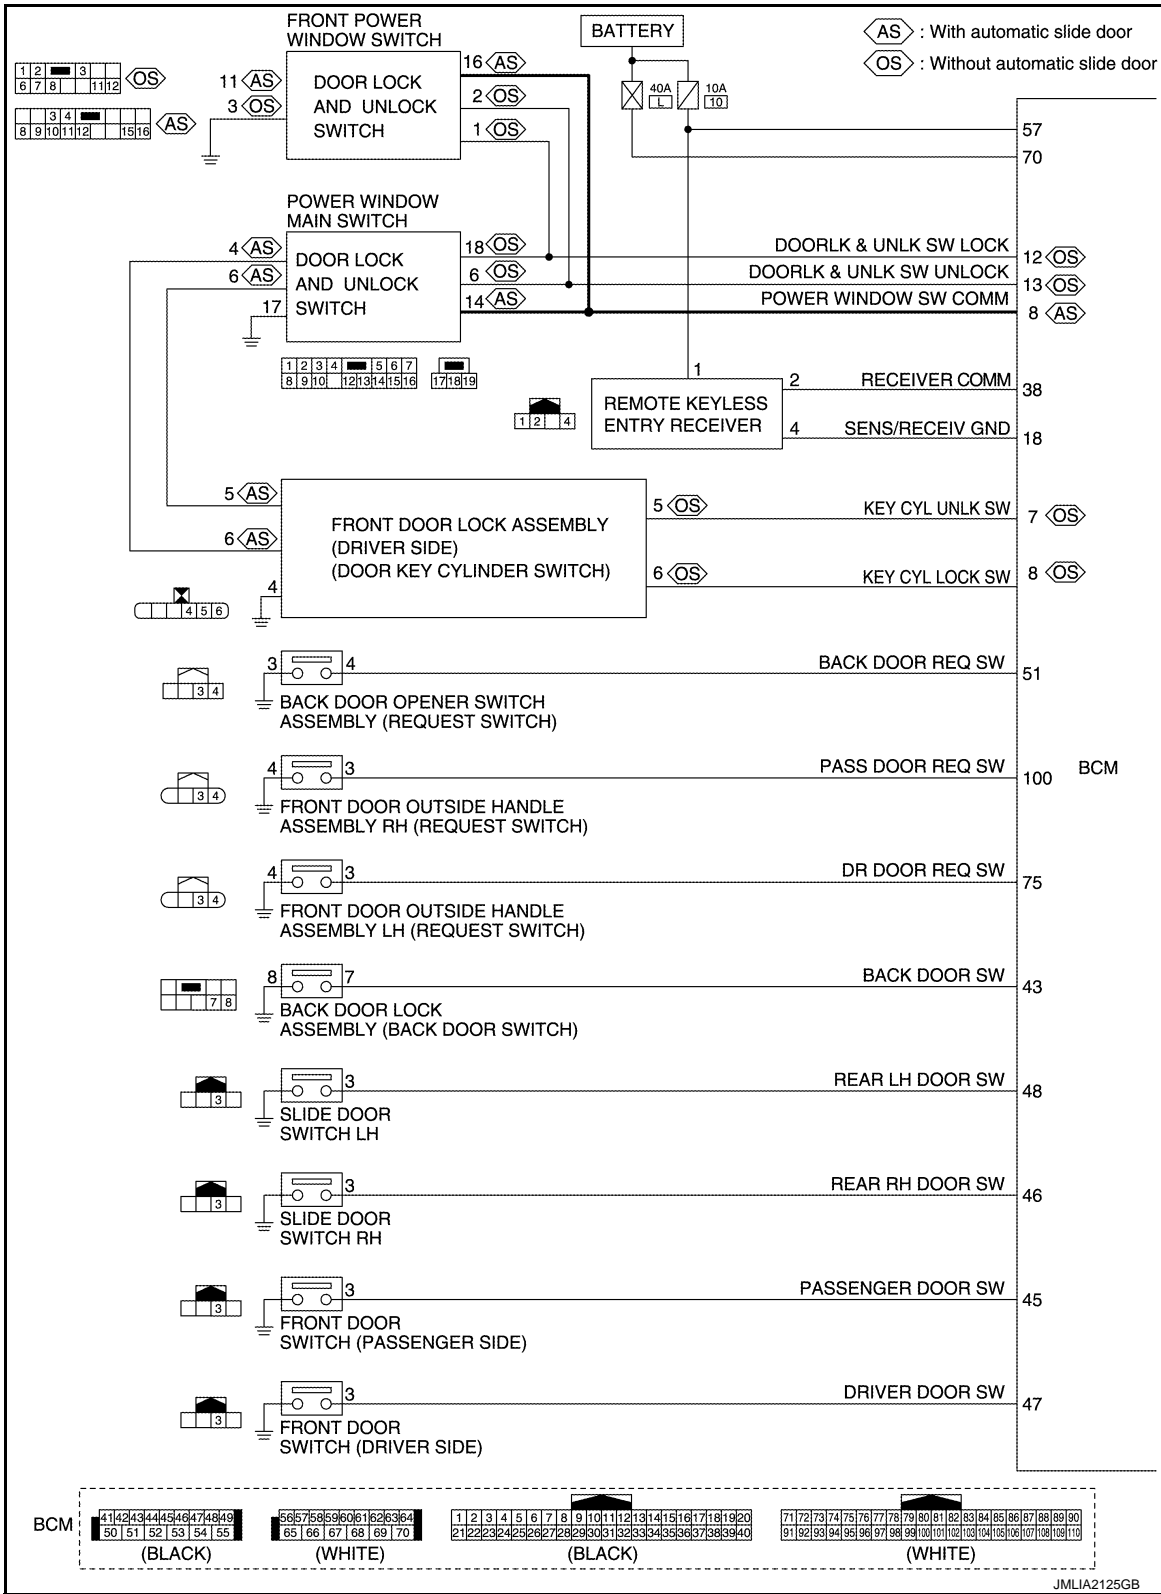 FRONT POWER
WINDOW SWITCH
BATTERY
AS : With automatic slide door
OS : Without automatic slide door
1 2 3
6 7 8 11 12
OS
3 4
8 9 10 11 12 15 16
AS
11 AS
3 OS
DOOR LOCK
AND UNLOCK
SWITCH
16 AS
2 OS
1 OS
40A
L
10A
10
57
70
POWER WINDOW
MAIN SWITCH
4 AS
6 AS
17
DOOR LOCK
AND UNLOCK
SWITCH
18 OS
6 OS
14 AS
DOORLK & UNLK SW LOCK
12 OS
DOORLK & UNLK SW UNLOCK
13 OS
POWER WINDOW SW COMM
8 AS
1 2 3 4 5 6 7
8 9 10 12 13 14 15 16
17 18 19
1 2 4
1
REMOTE KEYLESS
ENTRY RECEIVER
2 RECEIVER COMM 38
4 SENS/RECEIV GND 18
5 AS
6 AS
4
4 5 6
FRONT DOOR LOCK ASSEMBLY
(DRIVER SIDE)
(DOOR KEY CYLINDER SWITCH)
5 OS KEY CYL UNLK SW 7 OS
6 OS KEY CYL LOCK SW 8 OS
3 4 BACK DOOR REQ SW 51
3 4
BACK DOOR OPENER SWITCH
ASSEMBLY (REQUEST SWITCH)
4 3 PASS DOOR REQ SW 100
BCM
3 4
FRONT DOOR OUTSIDE HANDLE
ASSEMBLY RH (REQUEST SWITCH)
4 3 DR DOOR REQ SW 75
3 4
FRONT DOOR OUTSIDE HANDLE
ASSEMBLY LH (REQUEST SWITCH)
8 7 BACK DOOR SW 43
7 8
BACK DOOR LOCK
ASSEMBLY (BACK DOOR SWITCH)
3 REAR LH DOOR SW 48
3
SLIDE DOOR
SWITCH LH
3 REAR RH DOOR SW 46
3
SLIDE DOOR
SWITCH RH
3 PASSENGER DOOR SW 45
3
FRONT DOOR
SWITCH (PASSENGER SIDE)
3 DRIVER DOOR SW 47
3
FRONT DOOR
SWITCH (DRIVER SIDE)
BCM
41 42 43 44 45 46 47 48 49
50 51 52 53 54 55
(BLACK)
56 57 58 59 60 61 62 63 64
65 66 67 68 69 70
(WHITE)
1 2 3 4 5 6 7 8 9 10 11 12 13 14 15 16 17 18 19 20
21 22 23 24 25 26 27 28 29 30 31 32 33 34 35 36 37 38 39 40
(BLACK)
71 72 73 74 75 76 77 78 79 80 81 82 83 84 85 86 87 88 89 90
91 92 93 94 95 96 97 98 99 100 101 102 103 104 105 106 107 108 109 110
(WHITE)
JMLIA2125GB